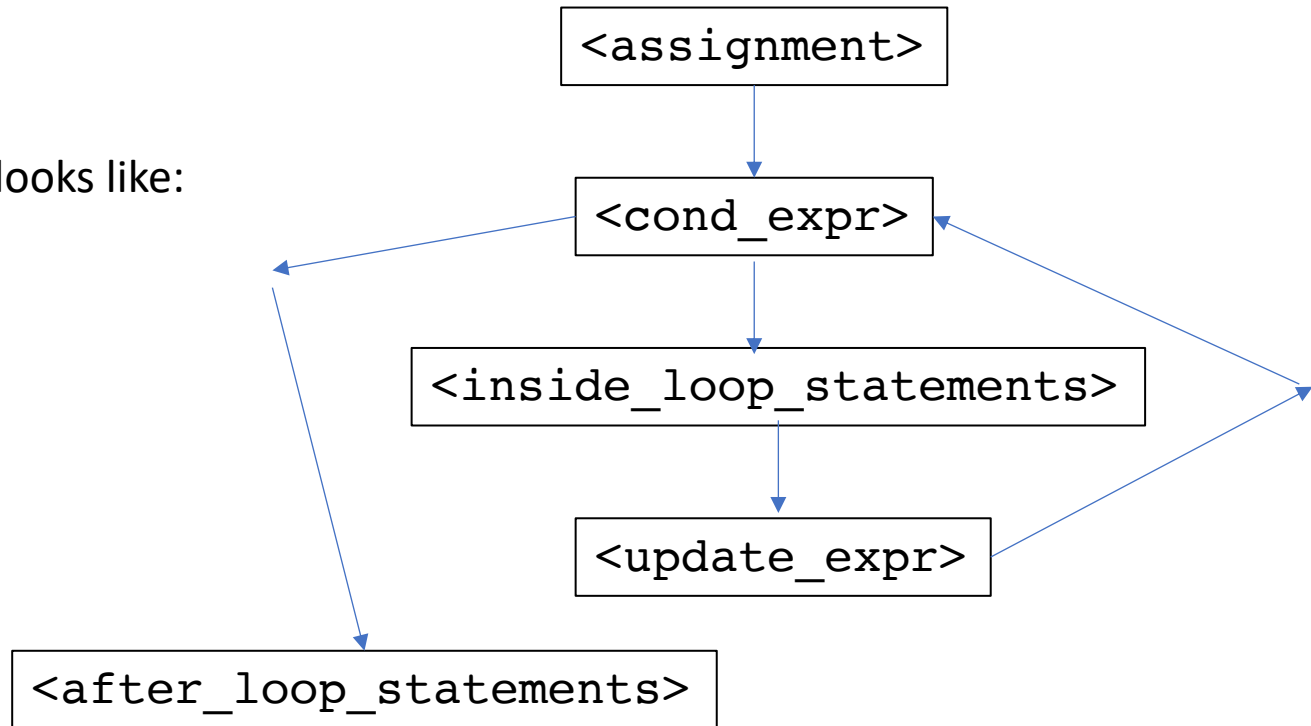 <assignment>
looks like:
<cond_expr>
<inside_loop_statements>
<update_expr>
<after_loop_statements>